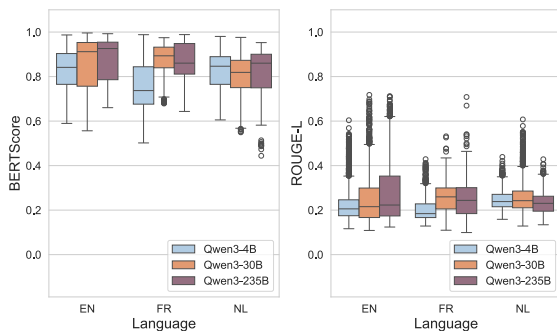 BERTScore
1.0
0.8
0.6
0.4
0.2
0.0
EN FR NL
Language
Qwen3-4B
Qwen3-30B
Qwen3-235B
ROUGE-L
1.0
0.8
0.6
0.4
0.2
0.0
EN FR NL
Language
Qwen3-4B
Qwen3-30B
Qwen3-235B